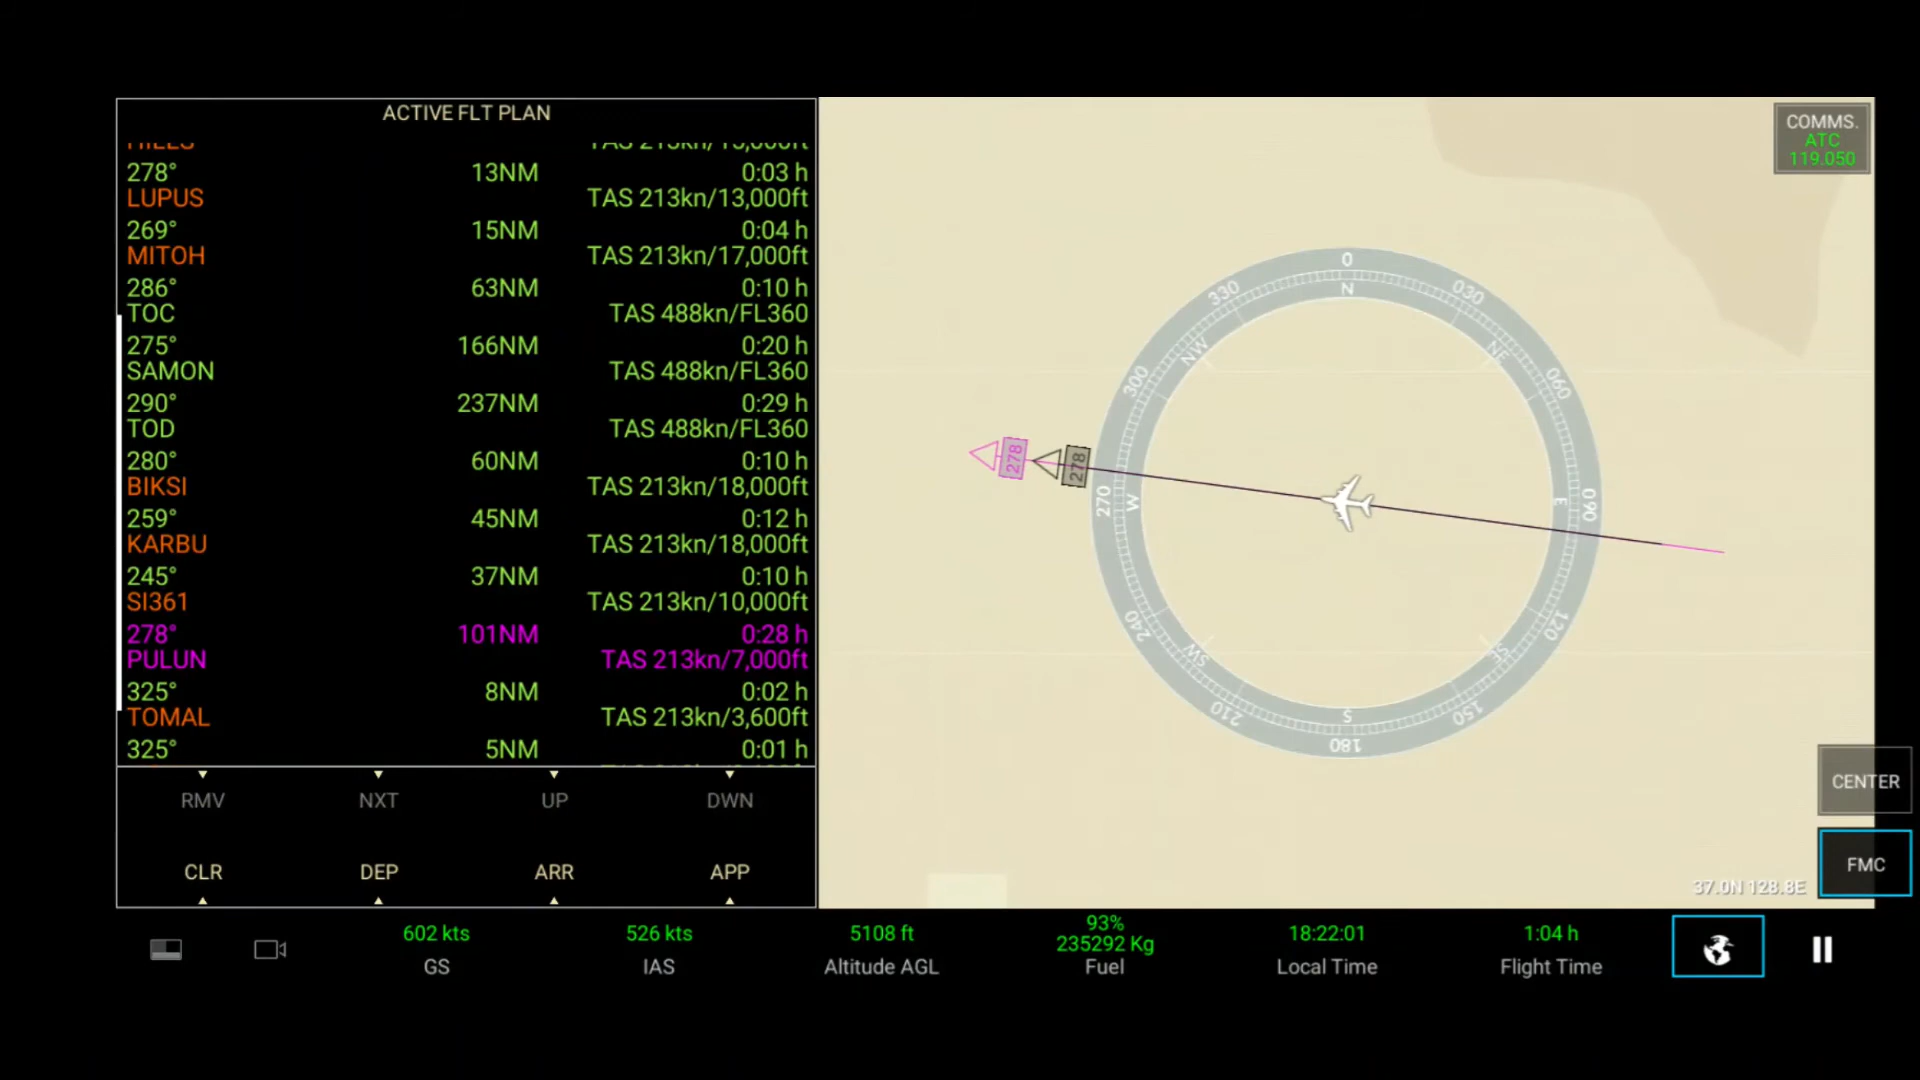 ACTIVE FLT PLAN
278° 13NM 0:03 h
LUPUS TAS 213kn/13,000ft
269° 15NM 0:04 h
MITOH TAS 213kn/17,000ft
286° 63NM 0:10 h
TOC TAS 488kn/FL360
275° 166NM 0:20 h
SAMON TAS 488kn/FL360
290° 237NM 0:29 h
TOD TAS 488kn/FL360
280° 60NM 0:10 h
BIKSI TAS 213kn/18,000ft
259° 45NM 0:12 h
KARBU TAS 213kn/18,000ft
245° 37NM 0:10 h
SI361 TAS 213kn/10,000ft
278° 101NM 0:28 h
PULUN TAS 213kn/7,000ft
325° 8NM 0:02 h
TOMAL TAS 213kn/3,600ft
325° 5NM 0:01 h
RMV NXT UP DWN
CLR DEP ARR APP
COMMS.
ATC
119.050
0
030
060
090
120
150
180
210
240
270
300
330
N
NE
E
SE
S
SW
W
NW
278
278
CENTER
FMC
37.0N 128.8E
602 kts
GS
526 kts
IAS
5108 ft
Altitude AGL
93%
235292 Kg
Fuel
18:22:01
Local Time
1:04 h
Flight Time